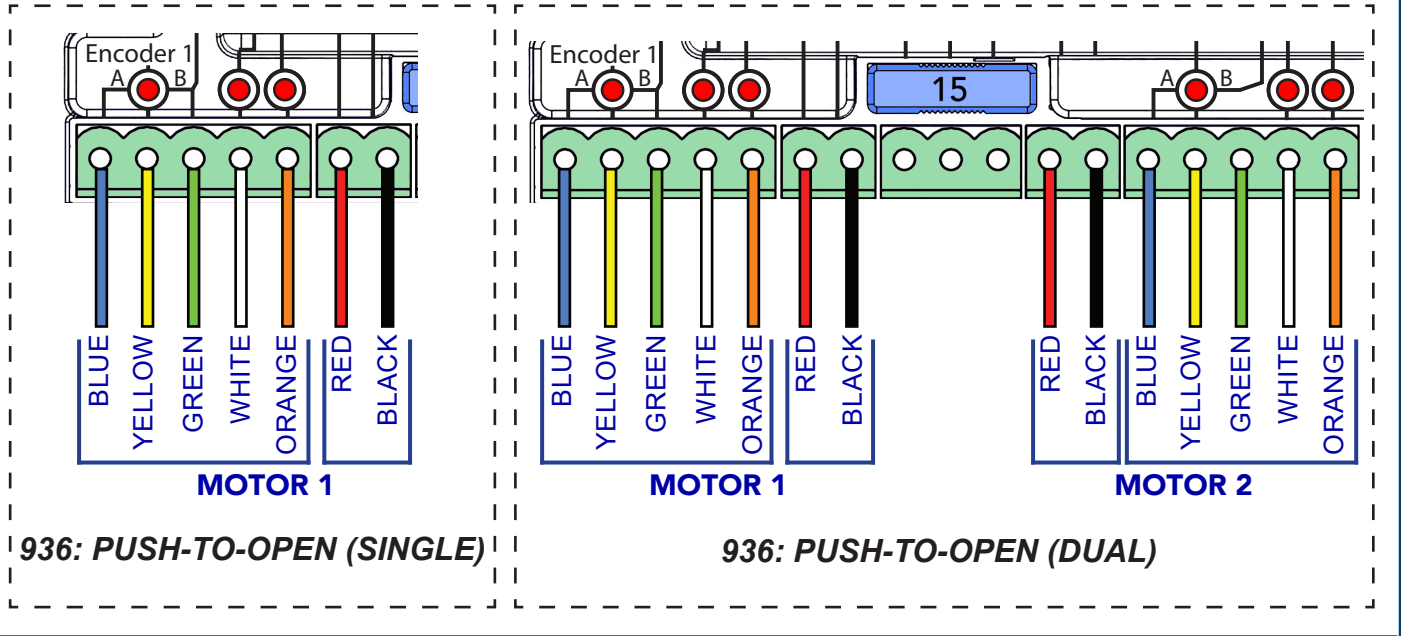 Encoder 1
A B
BLUE
YELLOW
GREEN
WHITE
ORANGE
RED
BLACK
MOTOR 1
936: PUSH-TO-OPEN (SINGLE)
Encoder 1
A B
15
A B
BLUE
YELLOW
GREEN
WHITE
ORANGE
RED
BLACK
RED
BLACK
BLUE
YELLOW
GREEN
WHITE
ORANGE
MOTOR 1
MOTOR 2
936: PUSH-TO-OPEN (DUAL)